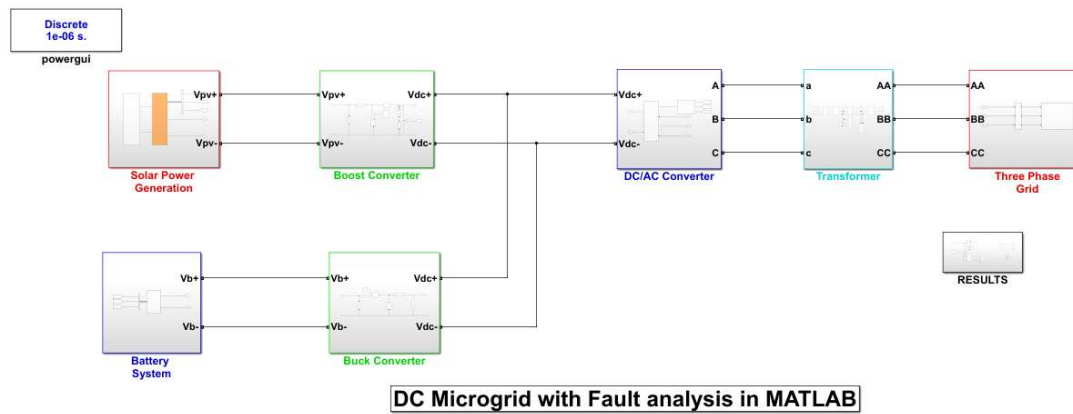 Discrete
1e-06 s.
powergui
Vpv+
Vpv-
Solar Power
Generation
Vpv+
Vpv-
Vdc+
Vdc-
Boost Converter
Vdc+
Vdc-
A
B
C
DC/AC Converter
a
b
c
AA
BB
CC
Transformer
AA
BB
CC
Three Phase
Grid
RESULTS
Vb+
Vb-
Battery
System
Vb+
Vb-
Vdc+
Vdc-
Buck Converter
DC Microgrid with Fault analysis in MATLAB